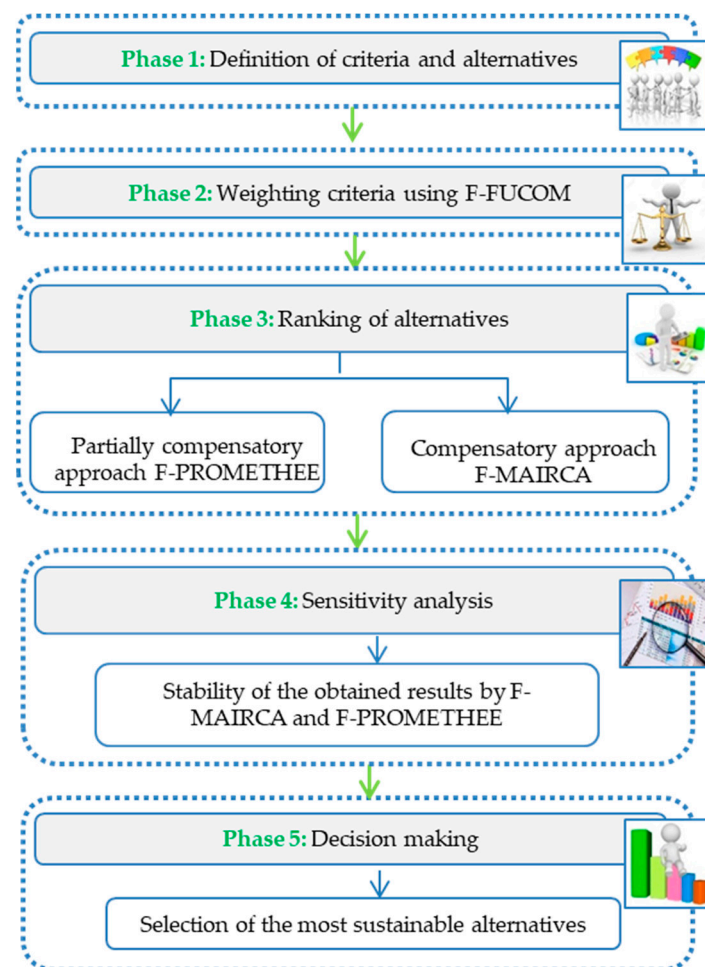 Phase 1: Definition of criteria and alternatives
Phase 2: Weighting criteria using F-FUCOM
Phase 3: Ranking of alternatives
Partially compensatory
approach F-PROMETHEE
Compensatory approach
F-MAIRCA
Phase 4: Sensitivity analysis
Stability of the obtained results by F-
MAIRCA and F-PROMETHEE
Phase 5: Decision making
Selection of the most sustainable alternatives